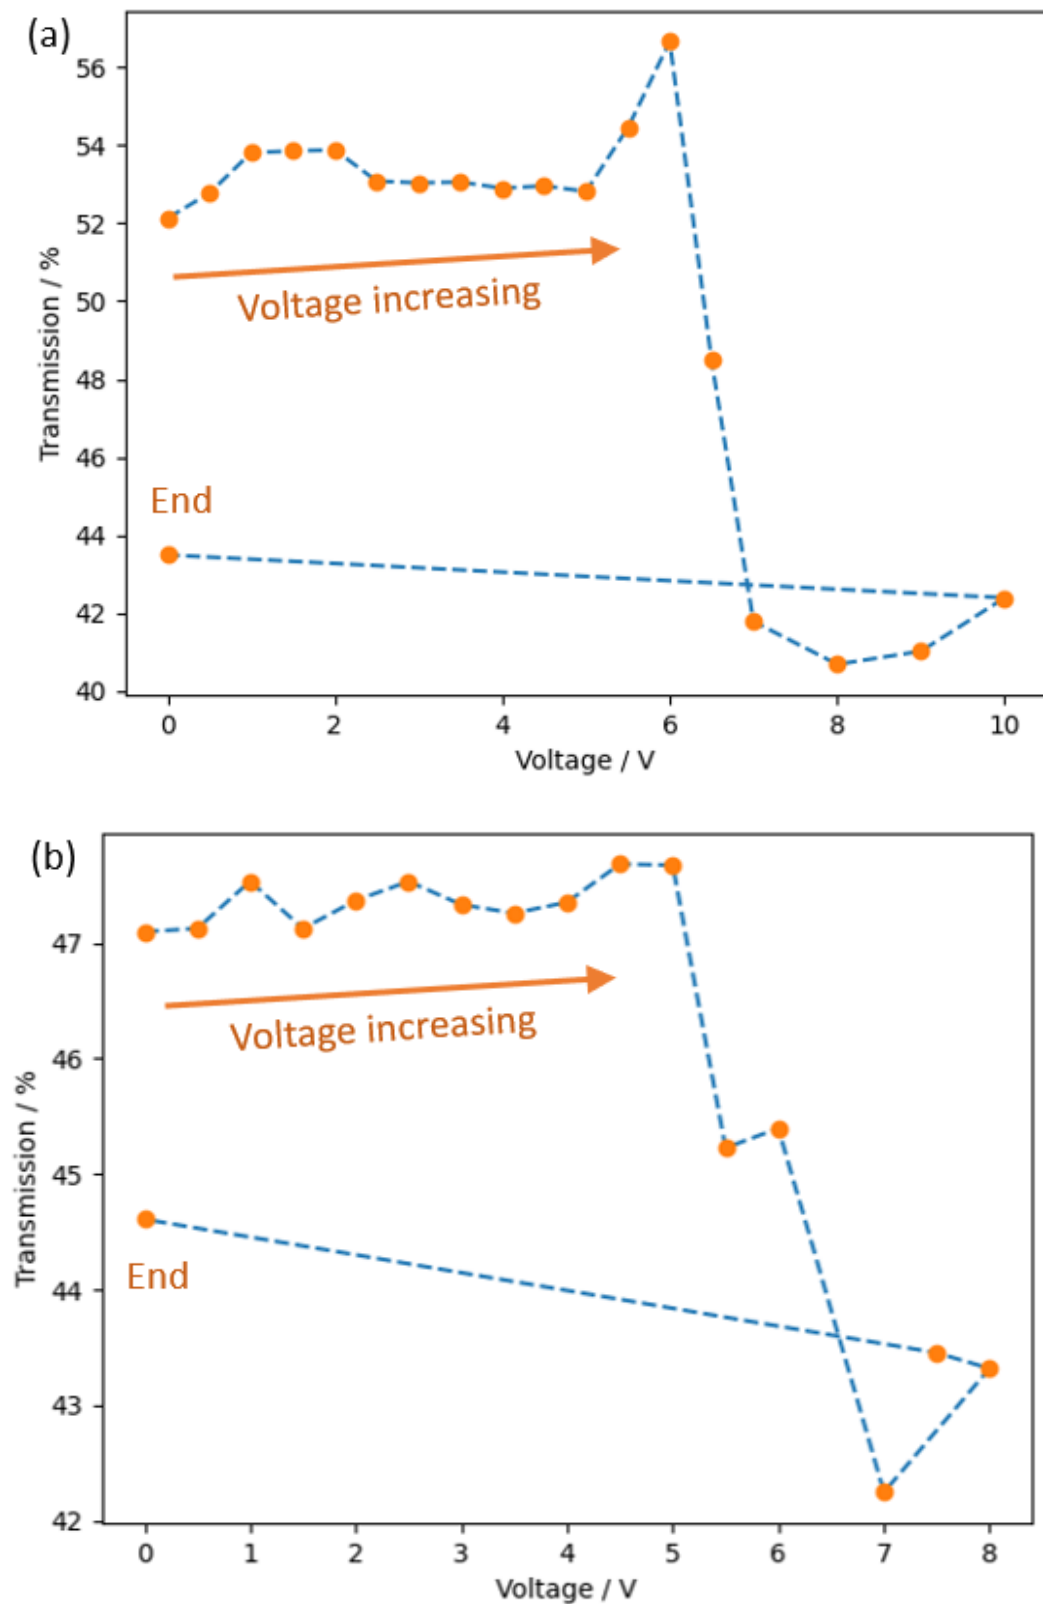 (a)
56
54
52
50
48
46
44
42
40
Transmission / %
Voltage increasing
End
0 2 4 6 8 10
Voltage / V
(b)
47
46
45
44
43
42
Transmission / %
Voltage increasing
End
0 1 2 3 4 5 6 7 8
Voltage / V